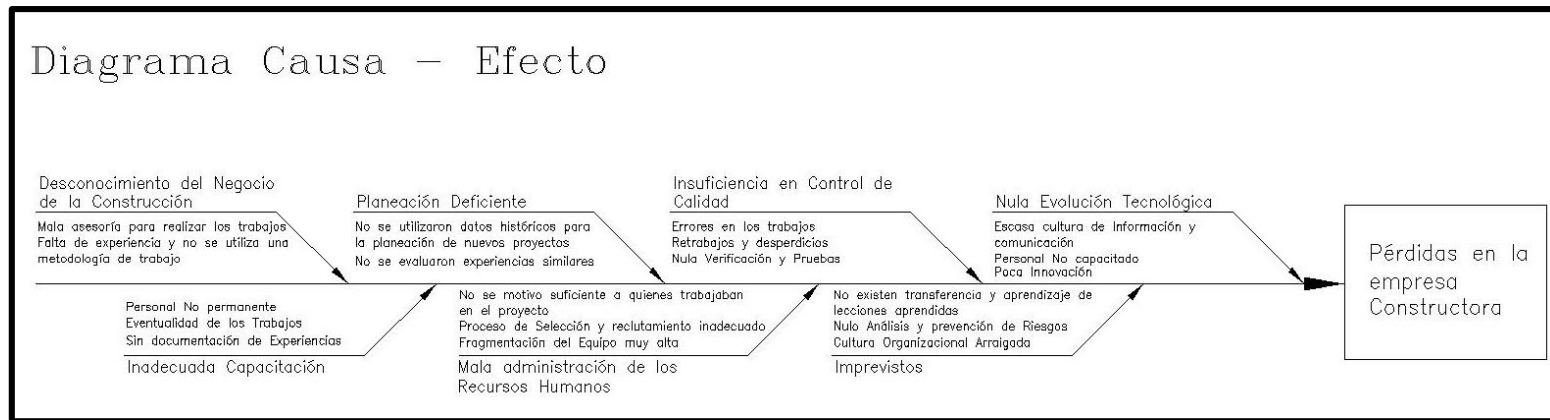 Diagrama Causa - Efecto
Desconocimiento del Negocio
de la Construcción
Mala asesoría para realizar los trabajos
Falta de experiencia y no se utiliza una
metodología de trabajo
Planeación Deficiente
No se utilizaron datos históricos para
la planeación de nuevos proyectos
No se evaluaron experiencias similares
Insuficiencia en Control de
Calidad
Errores en los trabajos
Retrabajos y desperdicios
Nula Verificación y Pruebas
Nula Evolución Tecnológica
Escasa cultura de Información y
comunicación
Personal No capacitado
Poca Innovación
Personal No permanente
Eventualidad de los Trabajos
Sin documentación de Experiencias
Inadecuada Capacitación
No se motivo suficiente a quienes trabajaban
en el proyecto
Proceso de Selección y reclutamiento inadecuado
Fragmentación del Equipo muy alta
Mala administración de los
Recursos Humanos
No existen transferencia y aprendizaje de
lecciones aprendidas
Nulo Análisis y prevención de Riesgos
Cultura Organizacional Arraigada
Imprevistos
Pérdidas en la
empresa
Constructora